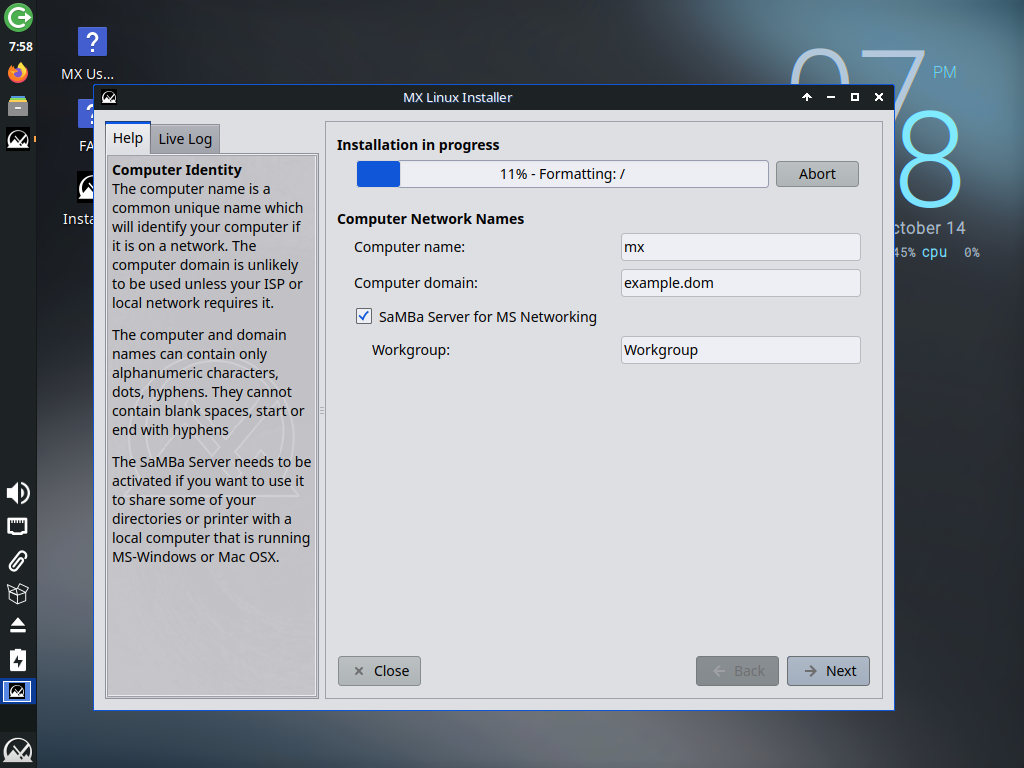 7:58
?
MX Us...
?
FA
Insta
07
PM
8
ctober 14
45% cpu 0%
MX Linux Installer
Help
Live Log
Computer Identity
The computer name is a
common unique name which
will identify your computer if
it is on a network. The
computer domain is unlikely
to be used unless your ISP or
local network requires it.
The computer and domain
names can contain only
alphanumeric characters,
dots, hyphens. They cannot
contain blank spaces, start or
end with hyphens
The SaMBa Server needs to be
activated if you want to use it
to share some of your
directories or printer with a
local computer that is running
MS-Windows or Mac OSX.
Installation in progress
11% - Formatting: /
Abort
Computer Network Names
Computer name:
mx
Computer domain:
example.dom
SaMBa Server for MS Networking
Workgroup:
Workgroup
Close
Back
Next